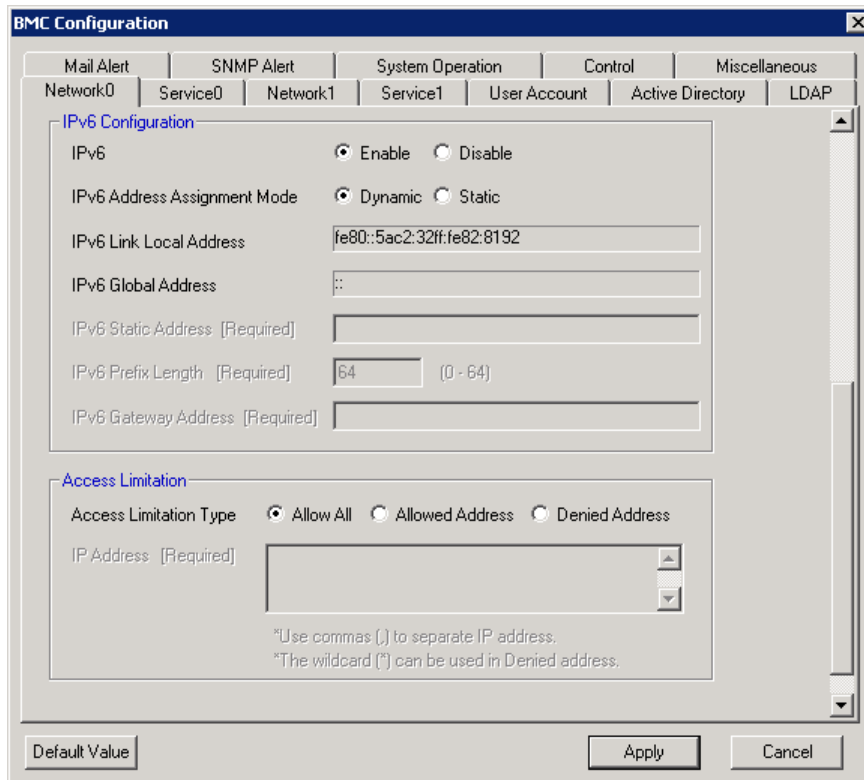 BMC Configuration
Mail Alert SNMP Alert System Operation Control Miscellaneous
Network0 Service0 Network1 Service1 User Account Active Directory LDAP
IPv6 Configuration
IPv6 Enable Disable
IPv6 Address Assignment Mode Dynamic Static
IPv6 Link Local Address fe80::5ac2:32ff:fe82:8192
IPv6 Global Address ::
IPv6 Static Address [Required]
IPv6 Prefix Length [Required] 64 (0 - 64)
IPv6 Gateway Address [Required]
Access Limitation
Access Limitation Type Allow All Allowed Address Denied Address
IP Address [Required]
*Use commas (,) to separate IP address.
*The wildcard (*) can be used in Denied address.
Default Value Apply Cancel